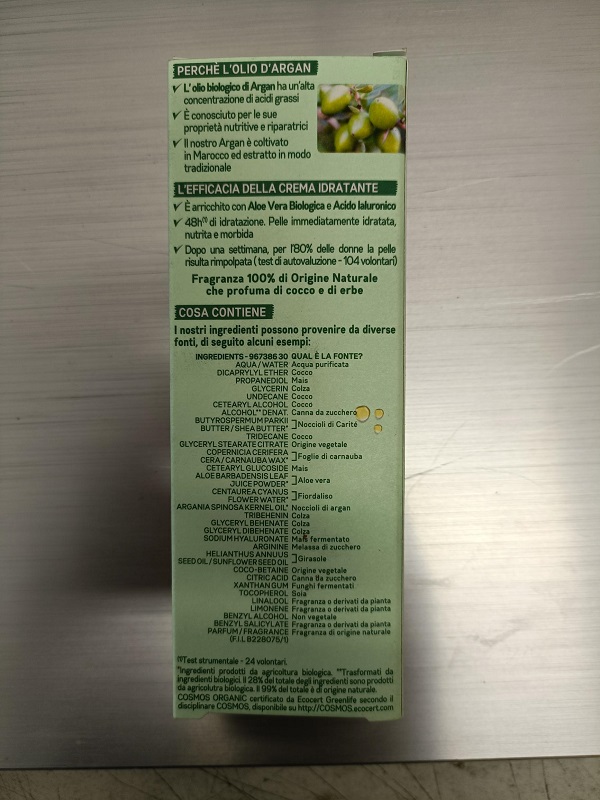 PERCHÈ L'OLIO D'ARGAN
✓ L' olio biologico di Argan ha un'alta
concentrazione di acidi grassi
✓ È conosciuto per le sue
proprietà nutritive e riparatrici
✓ Il nostro Argan è coltivato
in Marocco ed estratto in modo
tradizionale
L'EFFICACIA DELLA CREMA IDRATANTE
✓ È arricchito con Aloe Vera Biologica e Acido Ialuronico
✓ 48h(1) di idratazione. Pelle immediatamente idratata,
nutrita e morbida
✓ Dopo una settimana, per l'80% delle donne la pelle
risulta rimpolpata ( test di autovaluzione - 104 volontari)
Fragranza 100% di Origine Naturale
che profuma di cocco e di erbe
COSA CONTIENE
I nostri ingredienti possono provenire da diverse
fonti, di seguito alcuni esempi:
INGREDIENTS - 967386 30 QUAL È LA FONTE?
AQUA / WATER Acqua purificata
DICAPRYLYL ETHER Cocco
PROPANEDIOL Mais
GLYCERIN Colza
UNDECANE Cocco
CETEARYL ALCOHOL Cocco
ALCOHOL** DENAT. Canna da zucchero
BUTYROSPERMUM PARKII
BUTTER / SHEA BUTTER* Noccioli di Carité
TRIDECANE Cocco
GLYCERYL STEARATE CITRATE Origine vegetale
COPERNICIA CERIFERA
CERA / CARNAUBA WAX* Foglie di carnauba
CETEARYL GLUCOSIDE Mais
ALOE BARBADENSIS LEAF
JUICE POWDER* Aloe vera
CENTAUREA CYANUS
FLOWER WATER* Fiordaliso
ARGANIA SPINOSA KERNEL OIL* Noccioli di argan
TRIBEHENIN Colza
GLYCERYL BEHENATE Colza
GLYCERYL DIBEHENATE Colza
SODIUM HYALURONATE Mais fermentato
ARGININE Melassa di zucchero
HELIANTHUS ANNUUS
SEED OIL / SUNFLOWER SEED OIL Girasole
COCO-BETAINE Origine vegetale
CITRIC ACID Canna da zucchero
XANTHAN GUM Funghi fermentati
TOCOPHEROL Soia
LINALOOL Fragranza o derivati da pianta
LIMONENE Fragranza o derivati da pianta
BENZYL ALCOHOL Non vegetale
BENZYL SALICYLATE Fragranza o derivati da pianta
PARFUM / FRAGRANCE Fragranza di origine naturale
(F.I.L B228075/1)
(1)Test strumentale - 24 volontari.
*Ingredienti prodotti da agricoltura biologica. **Trasformati da
ingredienti biologici. Il 28% del totale degli ingredienti sono prodotti
da agricolutra biologica. Il 99% del totale è di origine naturale.
COSMOS ORGANIC certificato da Ecocert Greenlife secondo il
disciplinare COSMOS, disponibile su http://COSMOS.ecocert.com